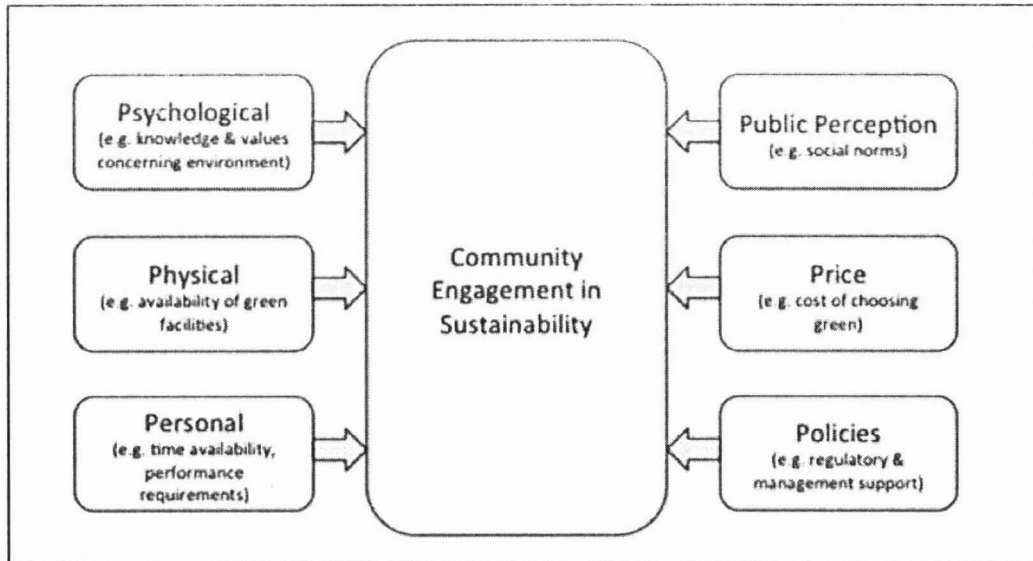 Psychological
(e.g. knowledge & values
concerning environment)
Physical
(e.g. availability of green
facilities)
Personal
(e.g. time availability,
performance
requirements)
Community
Engagement in
Sustainability
Public Perception
(e.g. social norms)
Price
(e.g. cost of choosing
green)
Policies
(e.g. regulatory &
management support)